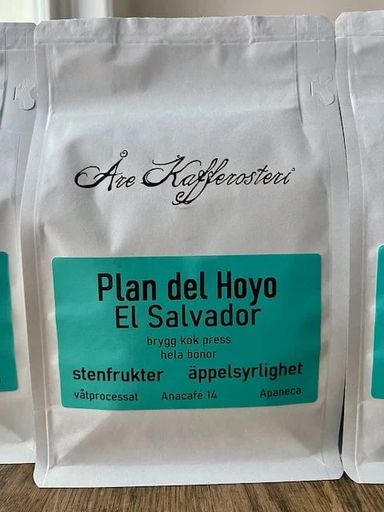 Åre Kafferosteri
Plan del Hoyo
El Salvador
brygg kok press
hela bönor
stenfrukter äppelsyrlighet
våtprocessat Anacafé 14 Apaneca